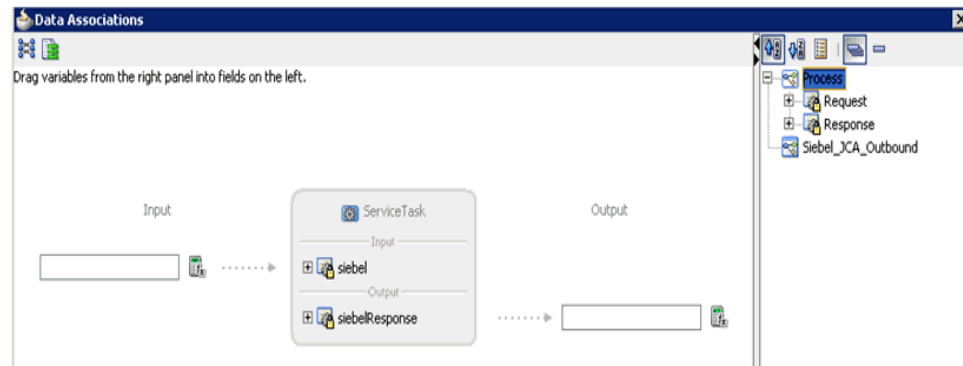 Data Associations
Drag variables from the right panel into fields on the left.
Input
ServiceTask
Input
siebel
Output
siebelResponse
Output
Process
Request
Response
Siebel_JCA_Outbound